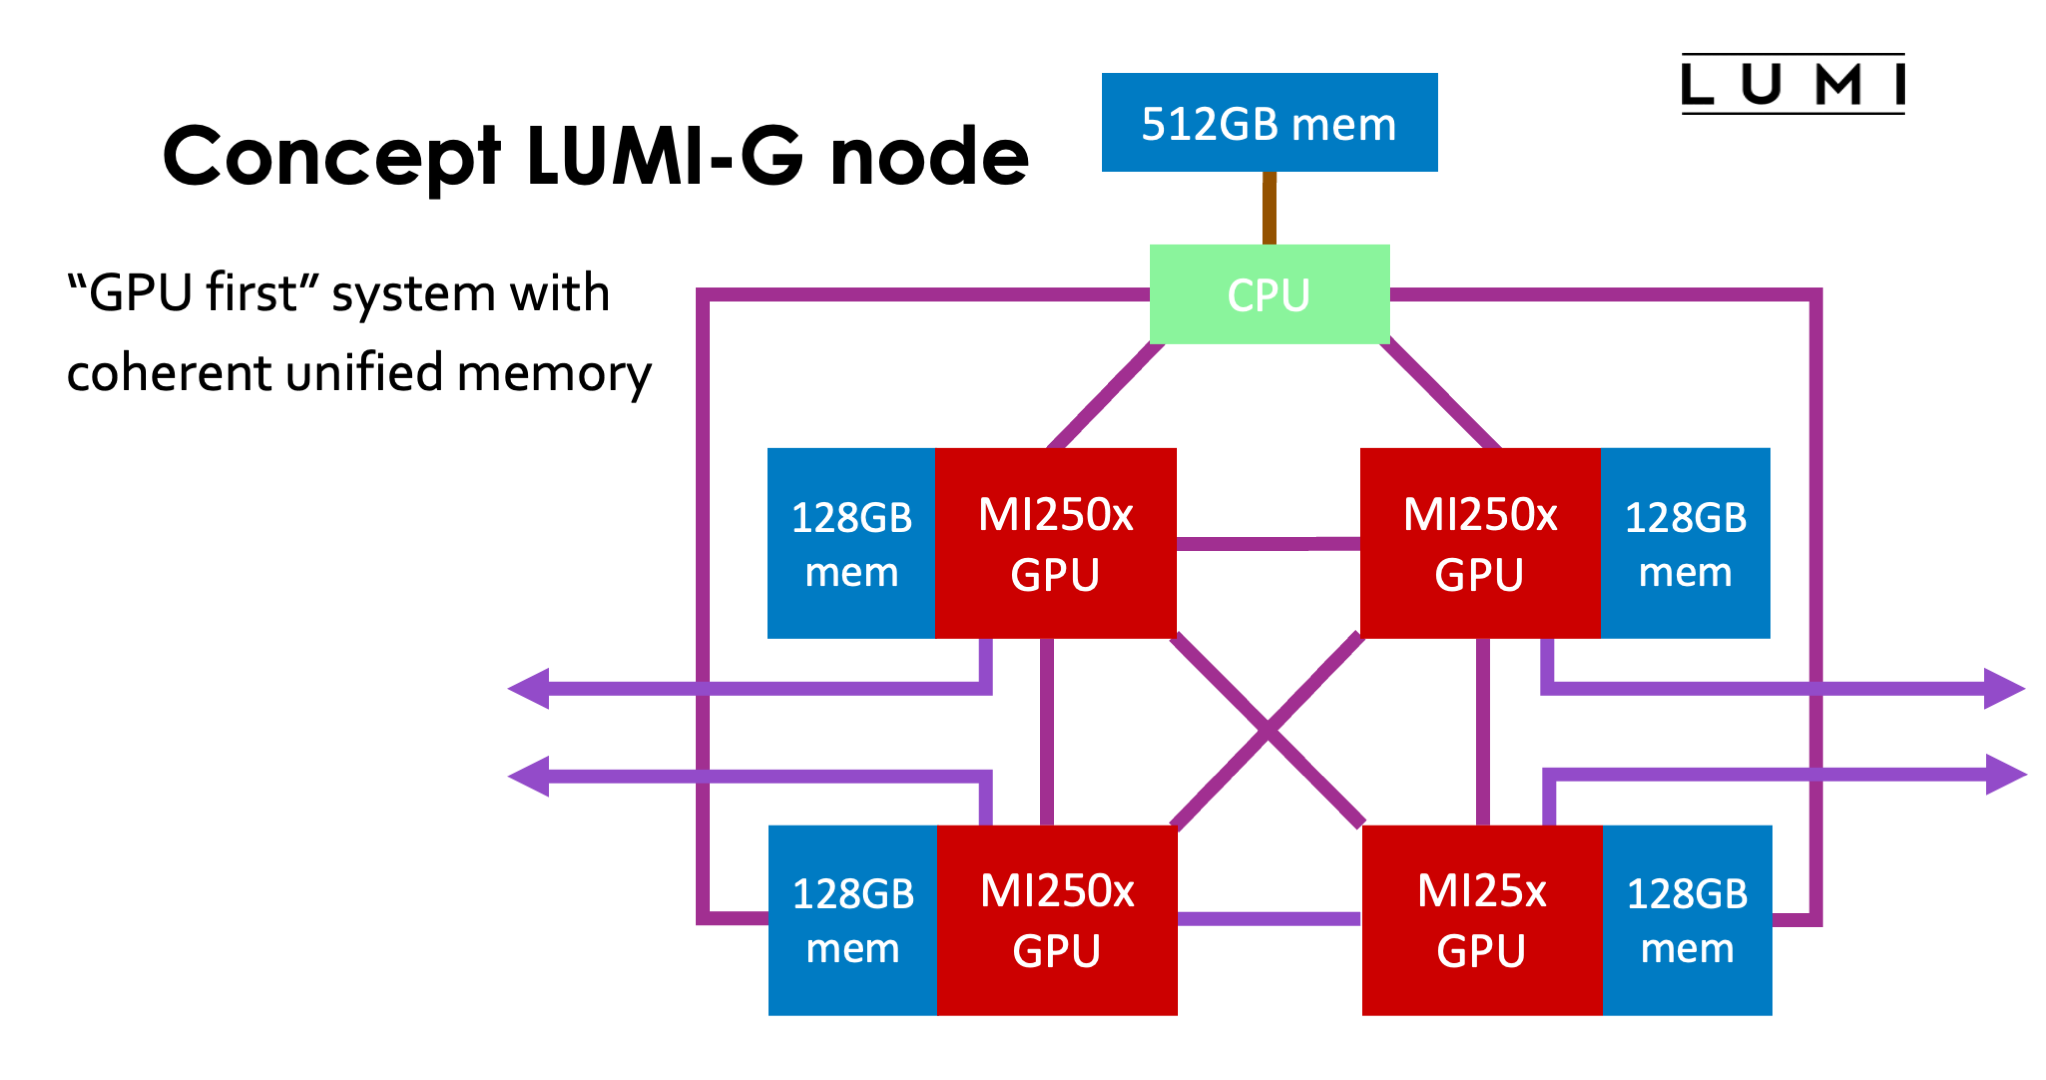 LUMI
Concept LUMI-G node
“GPU first” system with
coherent unified memory
512GB mem
CPU
128GB
mem
MI250x
GPU
MI250x
GPU
128GB
mem
128GB
mem
MI250x
GPU
MI25x
GPU
128GB
mem